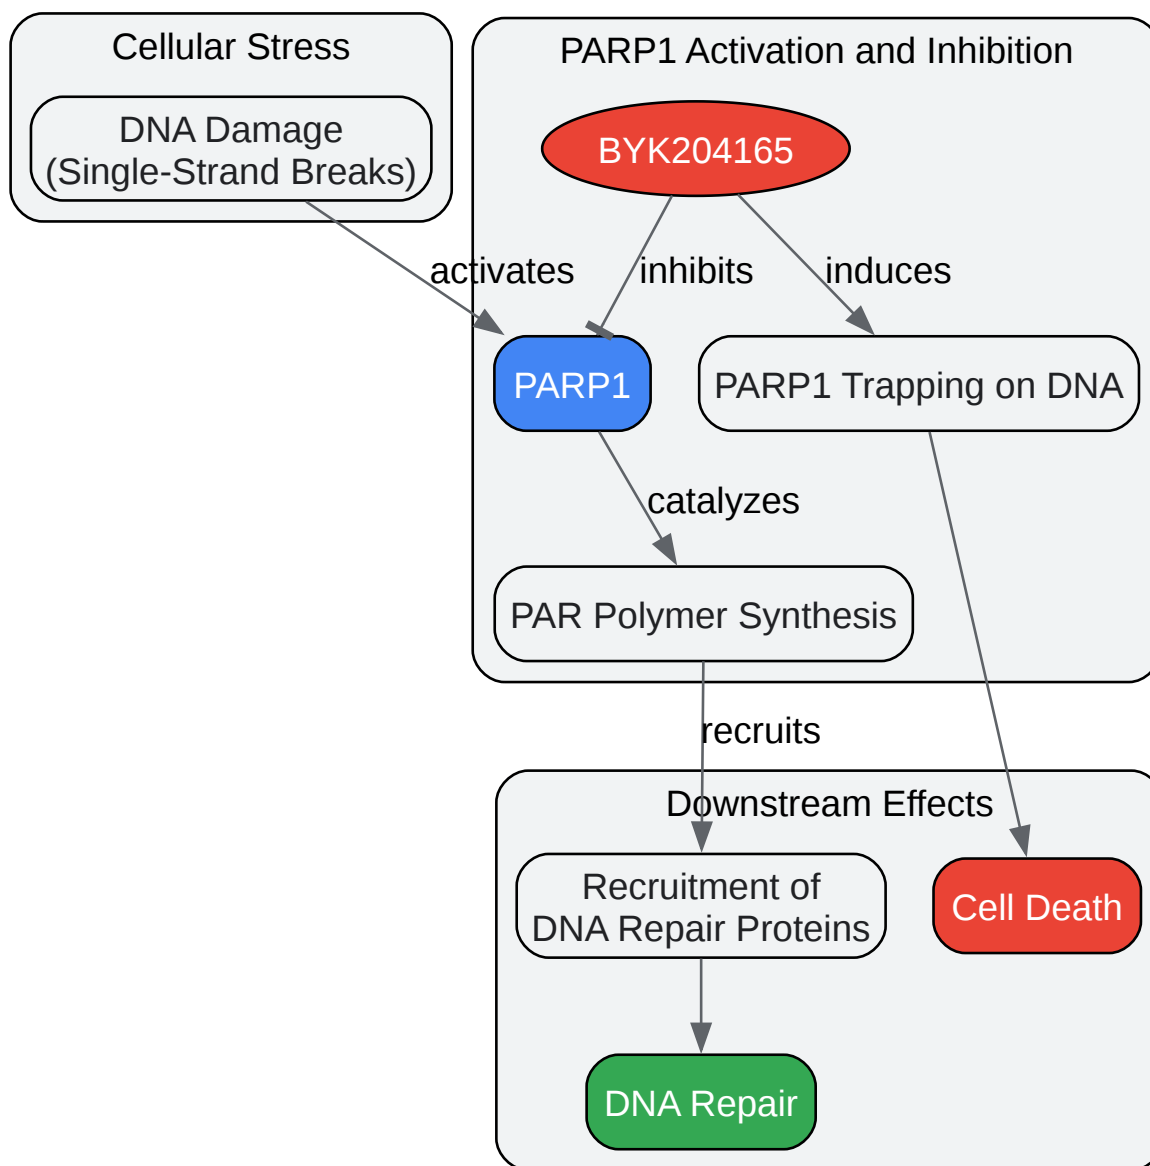 Cellular Stress
DNA Damage
(Single-Strand Breaks)
PARP1 Activation and Inhibition
BYK204165
activates
inhibits
induces
PARP1
PARP1 Trapping on DNA
catalyzes
PAR Polymer Synthesis
recruits
Downstream Effects
Recruitment of
DNA Repair Proteins
Cell Death
DNA Repair